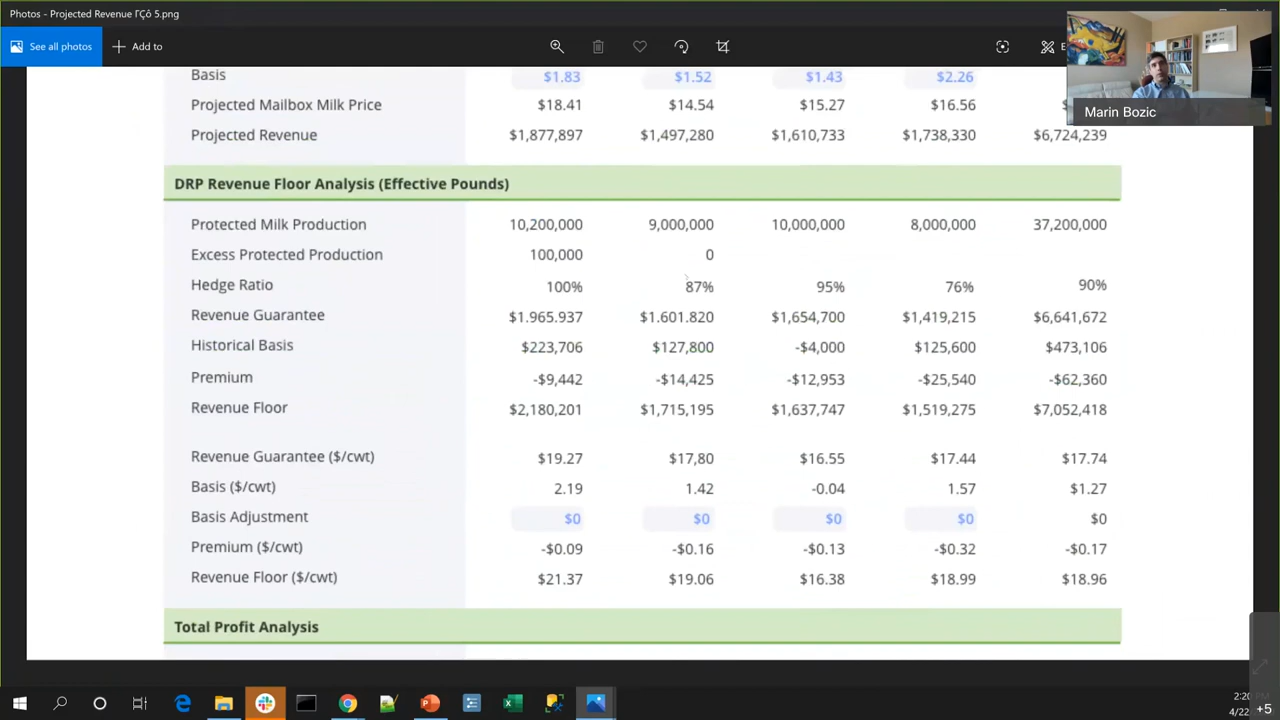 Photos - Projected Revenue ΓÇô 5.png
See all photos Add to
Marin Bozic
Basis $1.83 $1.52 $1.43 $2.26
Projected Mailbox Milk Price $18.41 $14.54 $15.27 $16.56
Projected Revenue $1,877,897 $1,497,280 $1,610,733 $1,738,330 $6,724,239
DRP Revenue Floor Analysis (Effective Pounds)
Protected Milk Production 10,200,000 9,000,000 10,000,000 8,000,000 37,200,000
Excess Protected Production 100,000 0
Hedge Ratio 100% 87% 95% 76% 90%
Revenue Guarantee $1.965.937 $1.601.820 $1,654,700 $1,419,215 $6,641,672
Historical Basis $223,706 $127,800 -$4,000 $125,600 $473,106
Premium -$9,442 -$14,425 -$12,953 -$25,540 -$62,360
Revenue Floor $2,180,201 $1,715,195 $1,637,747 $1,519,275 $7,052,418
Revenue Guarantee ($/cwt) $19.27 $17,80 $16.55 $17.44 $17.74
Basis ($/cwt) 2.19 1.42 -0.04 1.57 $1.27
Basis Adjustment $0 $0 $0 $0 $0
Premium ($/cwt) -$0.09 -$0.16 -$0.13 -$0.32 -$0.17
Revenue Floor ($/cwt) $21.37 $19.06 $16.38 $18.99 $18.96
Total Profit Analysis
+5